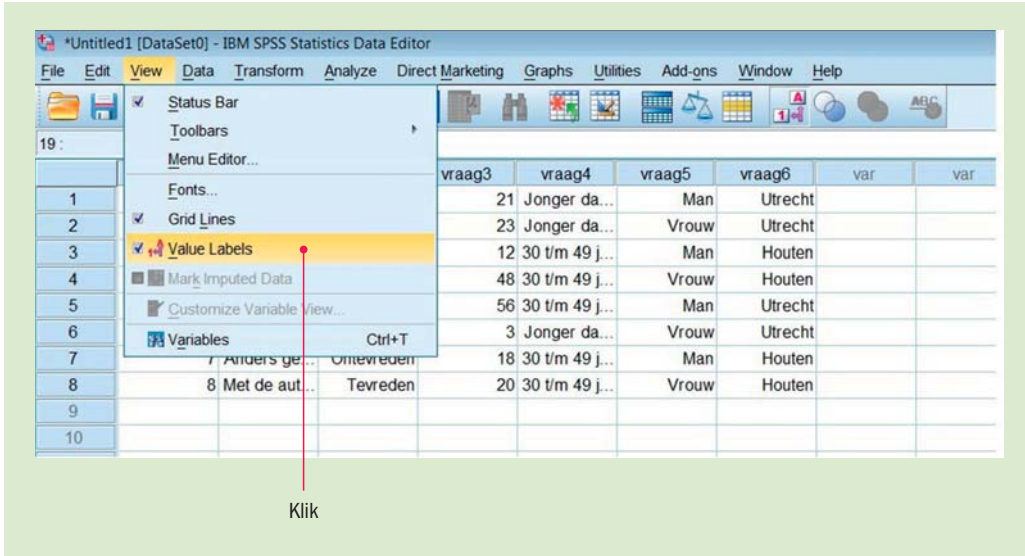 *Untitled1 [DataSet0] - IBM SPSS Statistics Data Editor
File Edit View Data Transform Analyze Direct Marketing Graphs Utilities Add-ons Window Help
Status Bar
Toolbars
19 :
Menu Editor...
vraag3 vraag4 vraag5 vraag6 var var
Fonts...
1 21 Jonger da... Man Utrecht
Grid Lines
2 23 Jonger da... Vrouw Utrecht
Value Labels
3 12 30 t/m 49 j... Man Houten
Mark Imputed Data
4 48 30 t/m 49 j... Vrouw Houten
Customize Variable View...
5 56 30 t/m 49 j... Man Utrecht
Variables Ctrl+T
6 3 Jonger da... Vrouw Utrecht
7 7 Anders ge... Ontevreden 18 30 t/m 49 j... Man Houten
8 8 Met de aut... Tevreden 20 30 t/m 49 j... Vrouw Houten
9
10
Klik